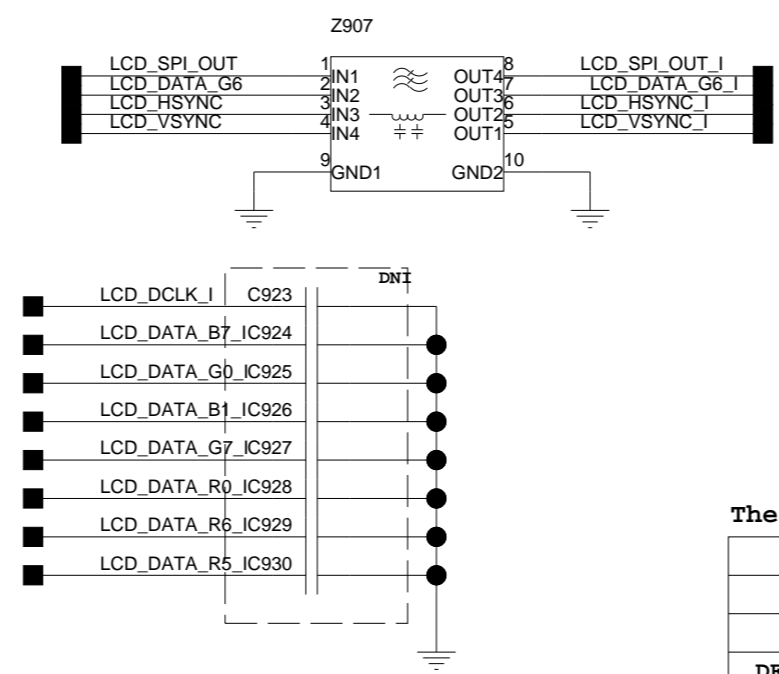 Z907
LCD_SPI_OUT 1 IN1 OUT4 8 LCD_SPI_OUT_I
LCD_DATA_G6 2 IN2 OUT3 7 LCD_DATA_G6_I
LCD_HSYNC 3 IN3 OUT2 6 LCD_HSYNC_I
LCD_VSYNC 4 IN4 OUT1 5 LCD_VSYNC_I
9 GND1 GND2 10
DNI
LCD_DCLK_I C923
LCD_DATA_B7_I C924
LCD_DATA_G0_I C925
LCD_DATA_B1_I C926
LCD_DATA_G7_I C927
LCD_DATA_R0_I C928
LCD_DATA_R6_I C929
LCD_DATA_R5_I C930
The